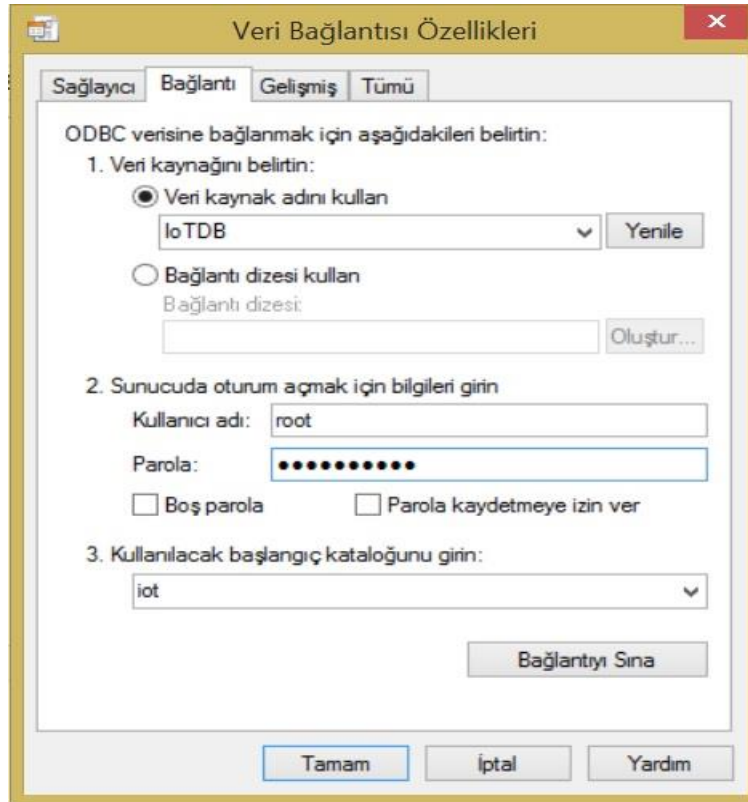 Veri Bağlantısı Özellikleri
Sağlayıcı Bağlantı Gelişmiş Tümü
ODBC verisine bağlanmak için aşağıdakileri belirtin:
1. Veri kaynağını belirtin:
Veri kaynak adını kullan
IoTDB Yenile
Bağlantı dizesi kullan
Bağlantı dizesi:
Oluştur...
2. Sunucuda oturum açmak için bilgileri girin
Kullanıcı adı: root
Parola: ●●●●●●●●●●
Boş parola Parola kaydetmeye izin ver
3. Kullanılacak başlangıç kataloğunu girin:
iot
Bağlantıyı Sına
Tamam İptal Yardım